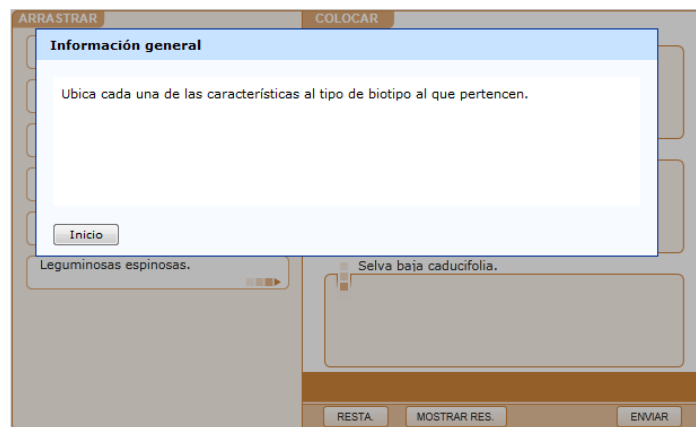 ARRASTRAR
COLOCAR
Información general
Ubica cada una de las características al tipo de biotipo al que pertencen.
Inicio
Leguminosas espinosas.
Selva baja caducifolia.
RESTA.
MOSTRAR RES.
ENVIAR